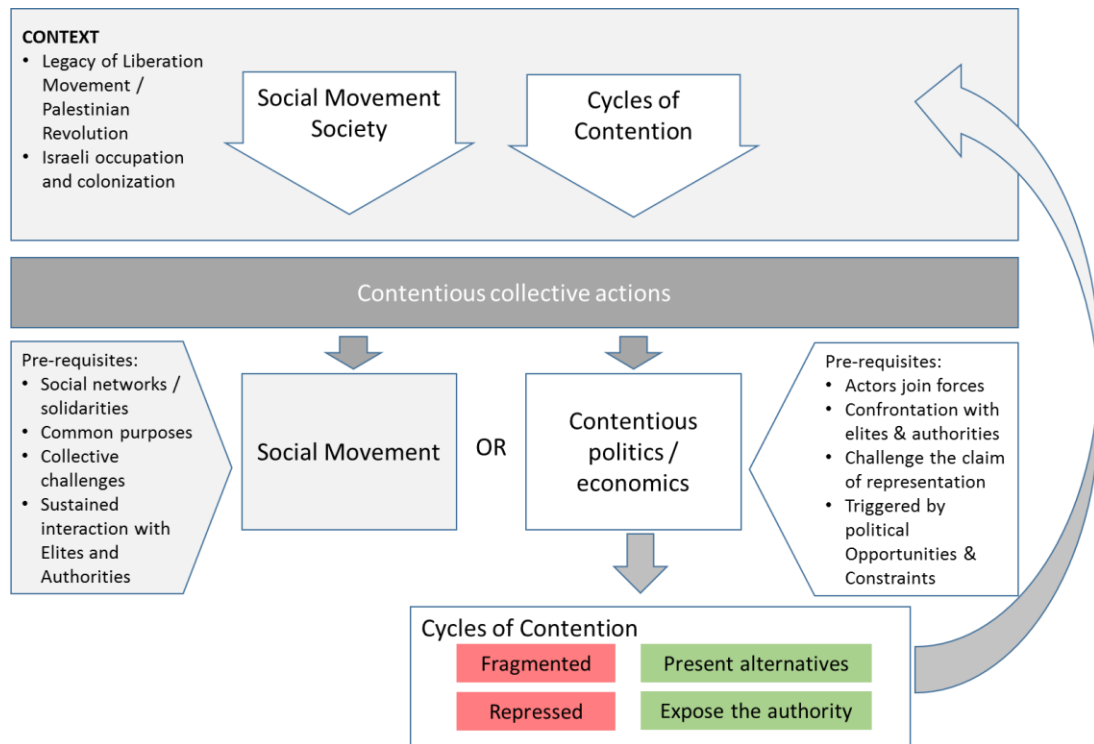 CONTEXT
• Legacy of Liberation
Movement /
Palestinian
Revolution
• Israeli occupation
and colonization
Social Movement
Society
Cycles of
Contention
Contentious collective actions
Pre-requisites:
• Social networks /
solidarities
• Common purposes
• Collective
challenges
• Sustained
interaction with
Elites and
Authorities
Social Movement
OR
Contentious
politics /
economics
Pre-requisites:
• Actors join forces
• Confrontation with
elites & authorities
• Challenge the claim
of representation
• Triggered by
political
Opportunities &
Constraints
Cycles of Contention
Fragmented
Present alternatives
Repressed
Expose the authority